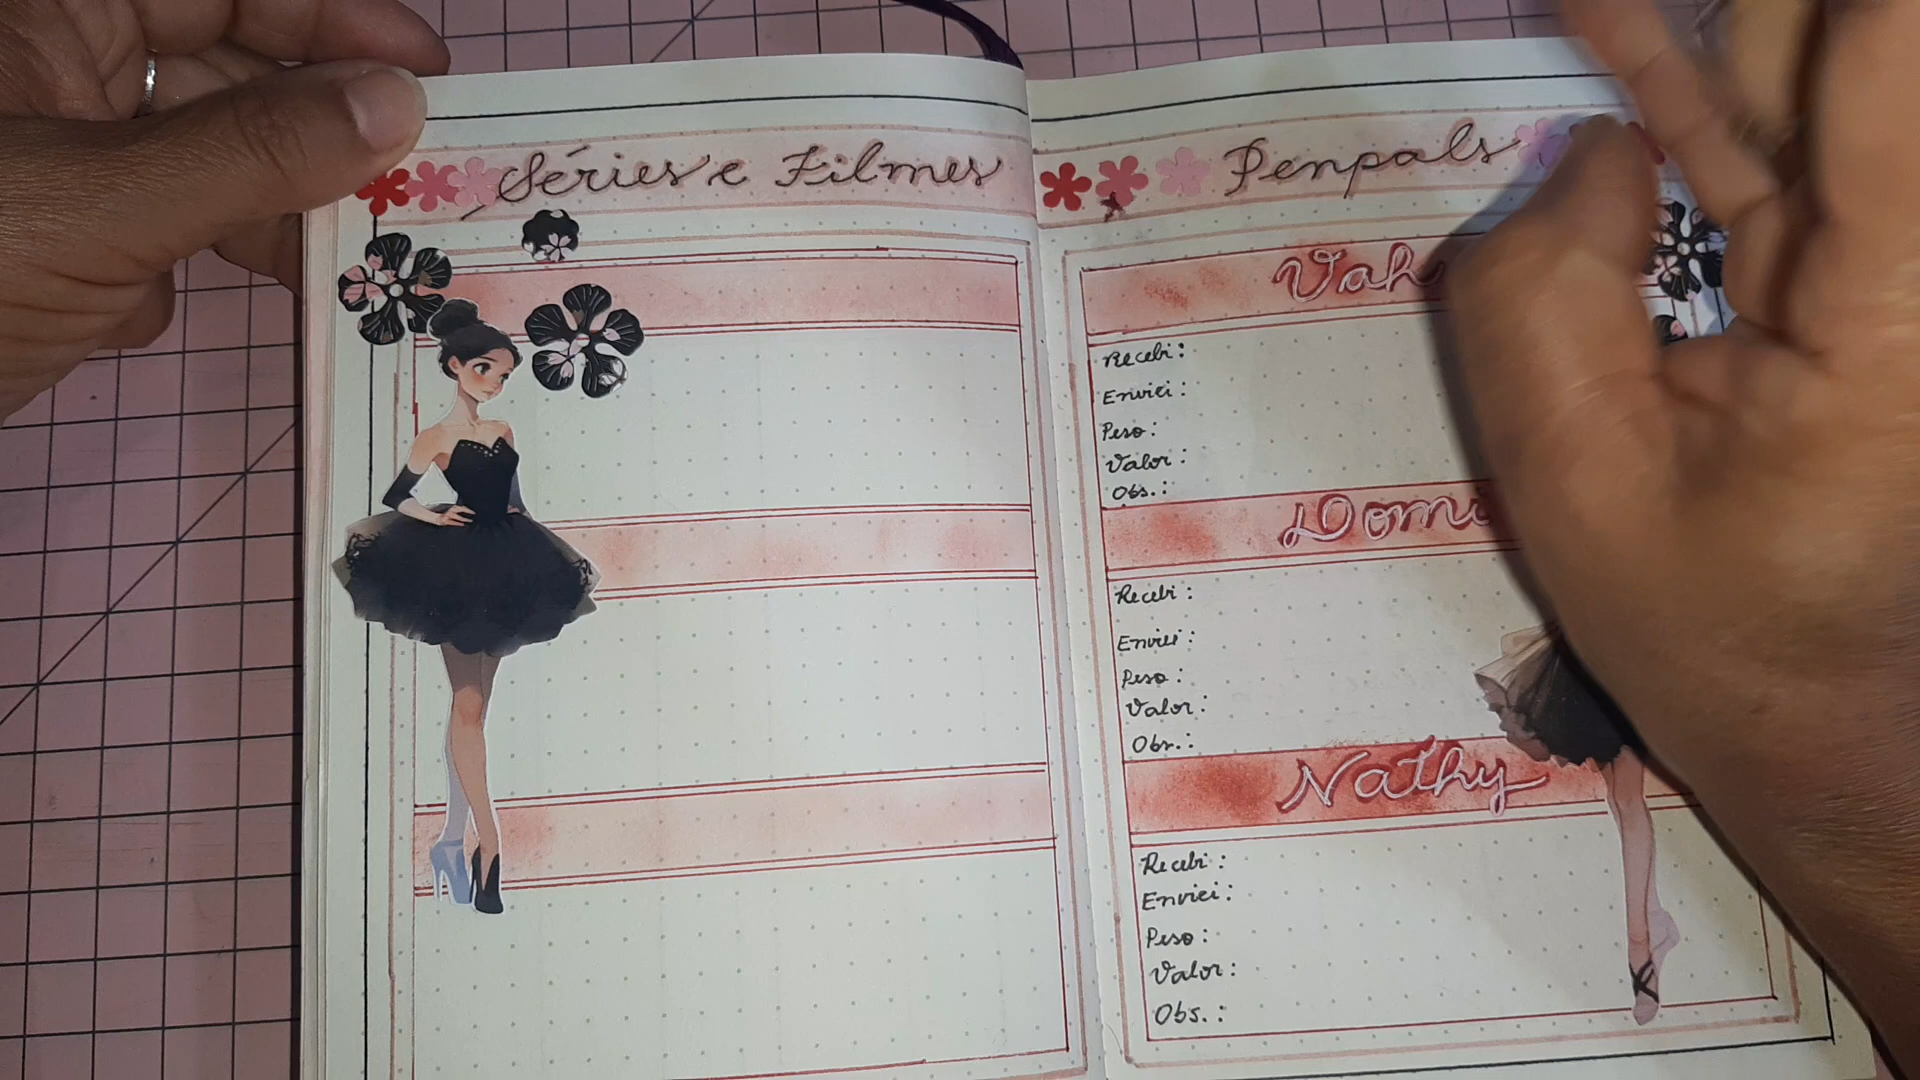 Séries e Filmes
Penpals
Recebi:
Enviei:
Peso:
Valor:
Obs.:
Recebi:
Enviei:
Peso:
Valor:
Obs.:
Nathy
Recebi:
Enviei:
Peso:
Valor:
Obs.: